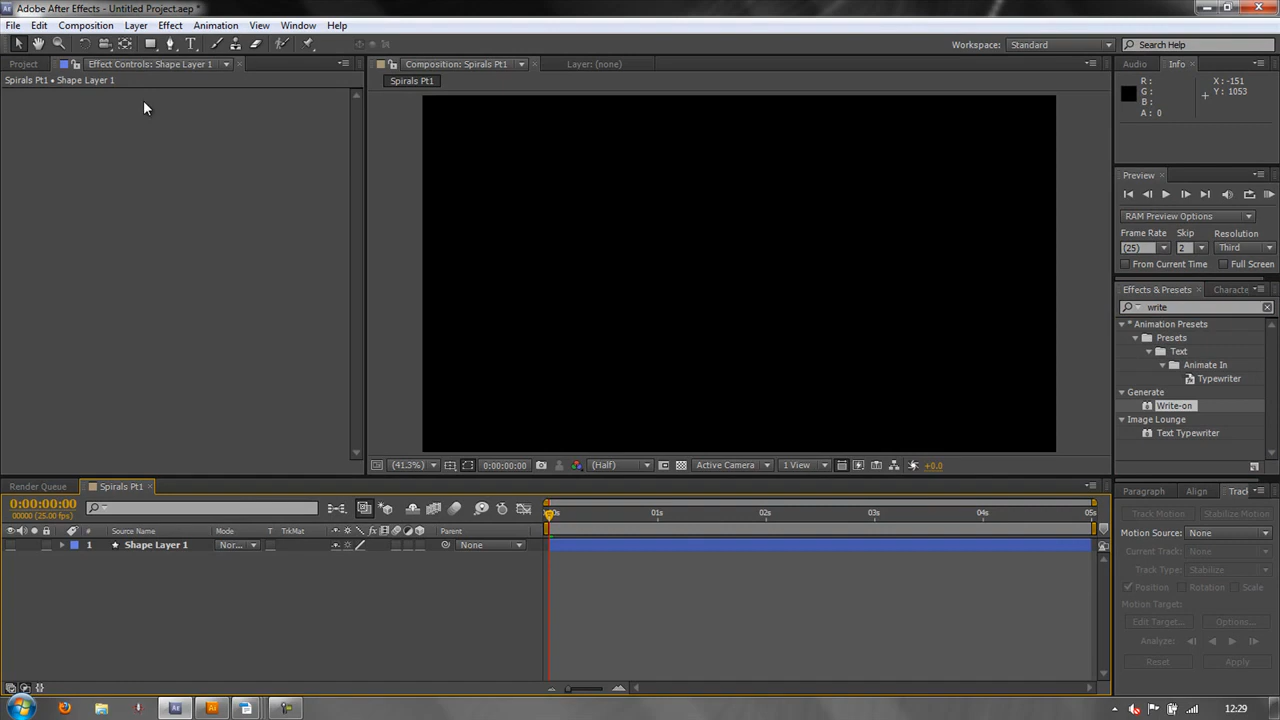 Adobe After Effects - Untitled Project.aep *
File Edit Composition Layer Effect Animation View Window Help
Workspace: Standard Search Help
Project Effect Controls: Shape Layer 1 Composition: Spirals Pt1 Layer: (none) Audio Info
Spirals Pt1 • Shape Layer 1 Spirals Pt1
R : X : -151
G : Y : 1053
B :
A : 0
Preview
RAM Preview Options
Frame Rate Skip Resolution
(25) 2 Third
From Current Time Full Screen
Effects & Presets Characte
write
* Animation Presets
Presets
Text
Animate In
Typewriter
Generate
Write-on
Image Lounge
Text Typewriter
(41.3%) 0:00:00:00 (Half) Active Camera 1 View +0.0
Render Queue Spirals Pt1 Paragraph Align Track
0:00:00:00
00000 (25.00 fps)
0s 01s 02s 03s 04s 05s
# Source Name Mode T TrkMat Parent
1 Shape Layer 1 Nor... None
Track Motion Stabilize Motion
Motion Source: None
Current Track: None
Track Type: Stabilize
Position Rotation Scale
Motion Target:
Edit Target... Options...
Analyze:
Reset Apply
12:29